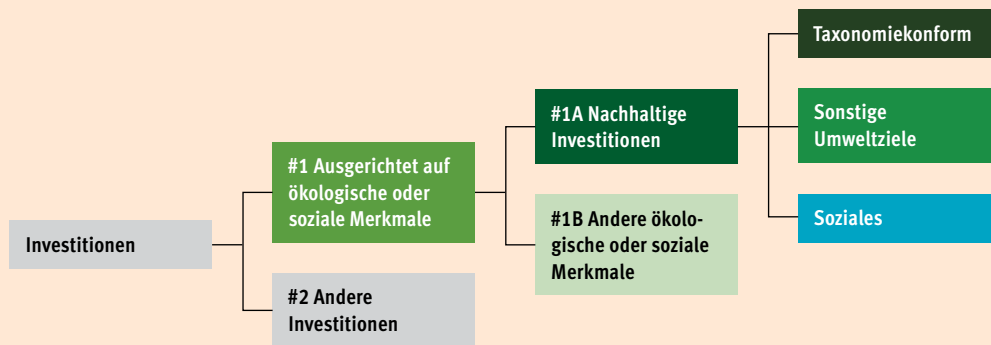 Investitionen
#1 Ausgerichtet auf
ökologische oder
soziale Merkmale
#2 Andere
Investitionen
#1A Nachhaltige
Investitionen
#1B Andere ökolo-
gische oder soziale
Merkmale
Taxonomiekonform
Sonstige
Umweltziele
Soziales